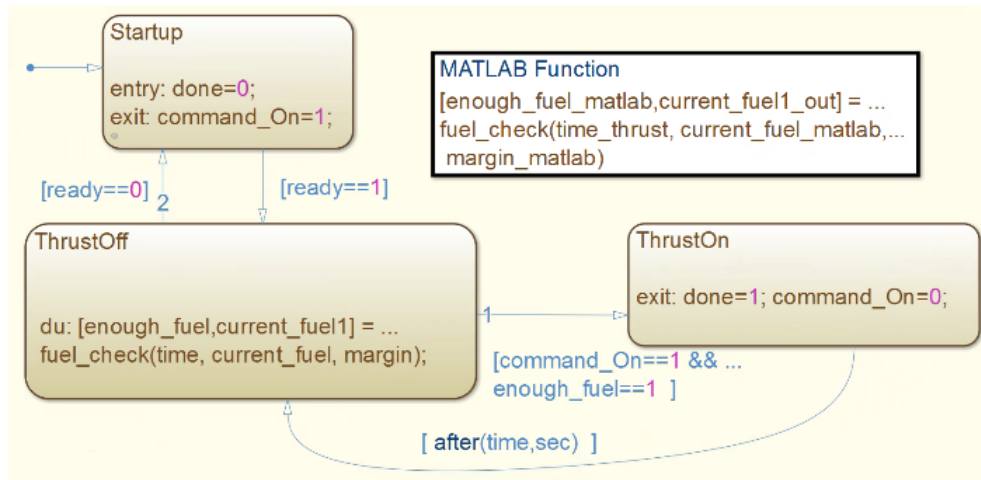 Startup
entry: done=0;
exit: command_On=1;
MATLAB Function
[enough_fuel_matlab,current_fuel1_out] = ...
fuel_check(time_thrust, current_fuel_matlab,...
margin_matlab)
[ready==0]
2
[ready==1]
ThrustOff
du: [enough_fuel,current_fuel1] = ...
fuel_check(time, current_fuel, margin);
1
[command_On==1 && ...
enough_fuel==1 ]
ThrustOn
exit: done=1; command_On=0;
[ after(time,sec) ]